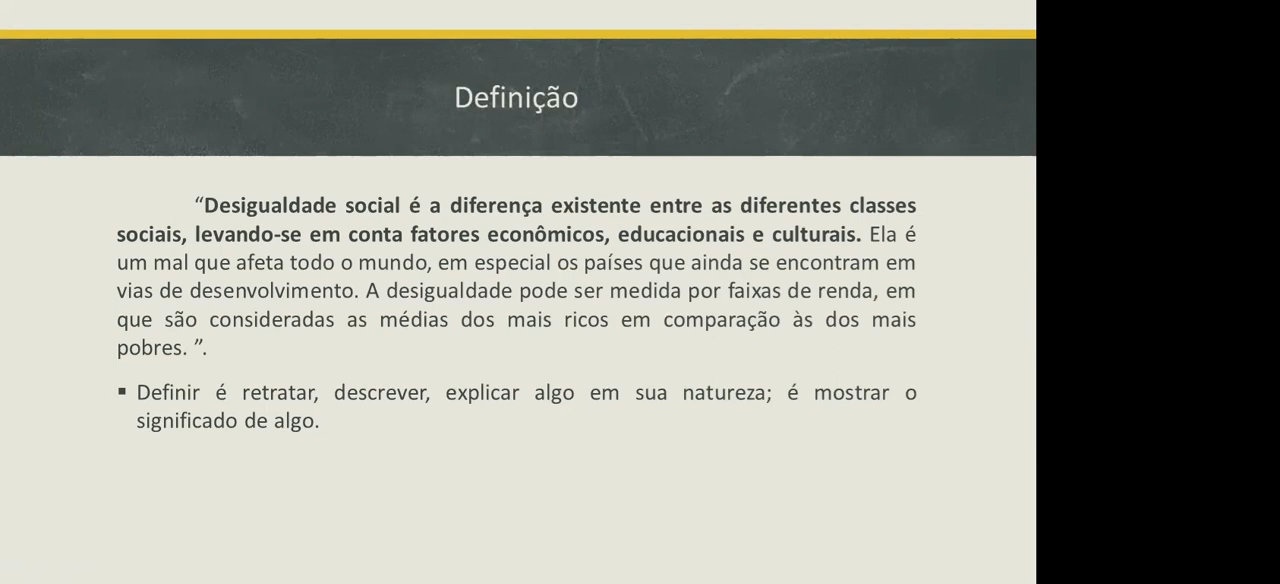 Definição
“Desigualdade social é a diferença existente entre as diferentes classes
sociais, levando-se em conta fatores econômicos, educacionais e culturais. Ela é
um mal que afeta todo o mundo, em especial os países que ainda se encontram em
vias de desenvolvimento. A desigualdade pode ser medida por faixas de renda, em
que são consideradas as médias dos mais ricos em comparação às dos mais
pobres. ”.
▪ Definir é retratar, descrever, explicar algo em sua natureza; é mostrar o
significado de algo.